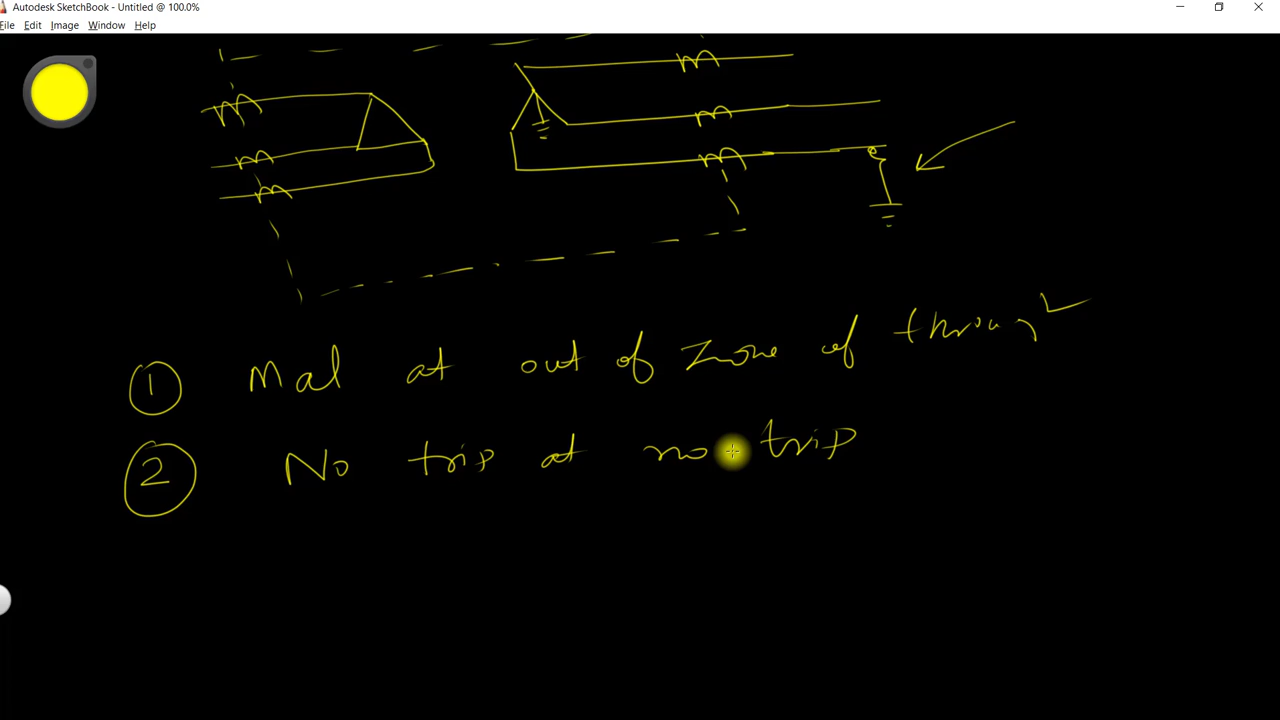 Autodesk SketchBook - Untitled @ 100.0%
File Edit Image Window Help
1 Mal at out of Zone of
2 No trip at no trip